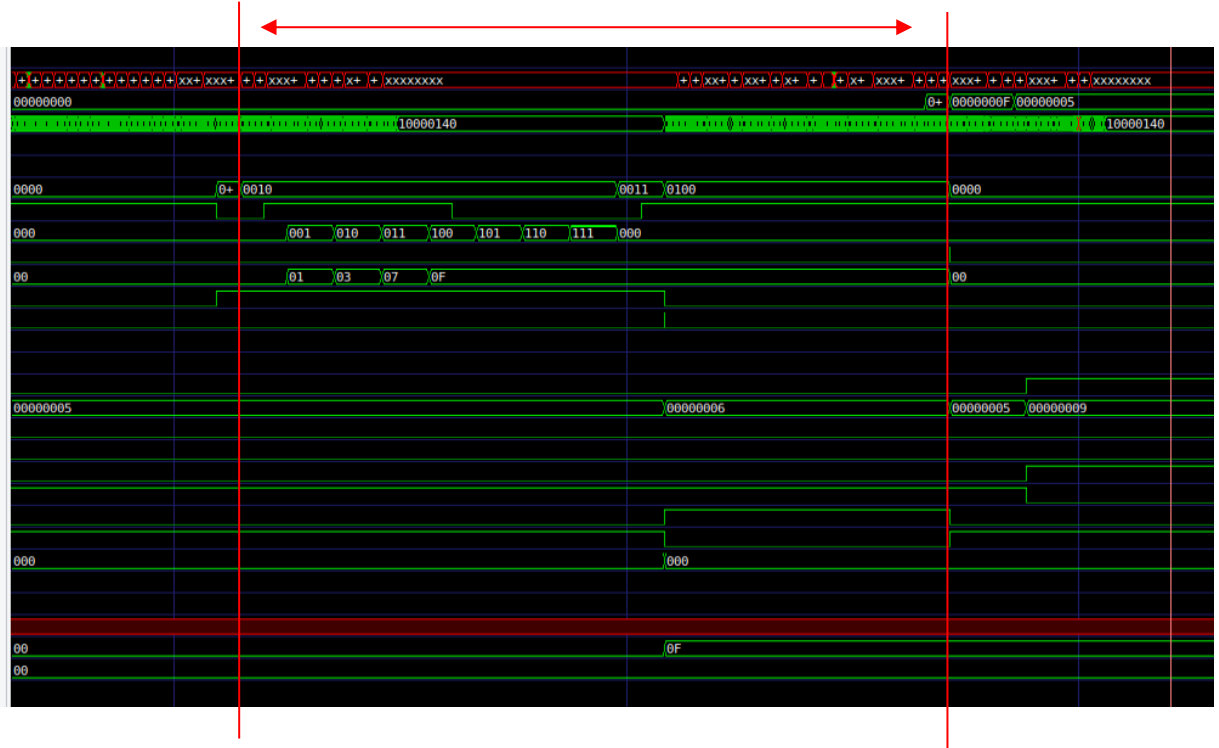 + + + + + + + + + + + + + xx+ xxx+ + + xxx+ + + + x+ + xxxxxxxx + + xx+ + xx+ + x+ + + x+ xxx+ + + + xxx+ + + + xxx+ + + xxxxxxxx
00000000 0+ 0000000F 00000005
10000140 10000140
0000 0+ 0010 0011 0100 0000
000 001 010 011 100 101 110 111 000
00 01 03 07 0F 00
00000005 00000006 00000005 00000009
000 000
00 0F
00